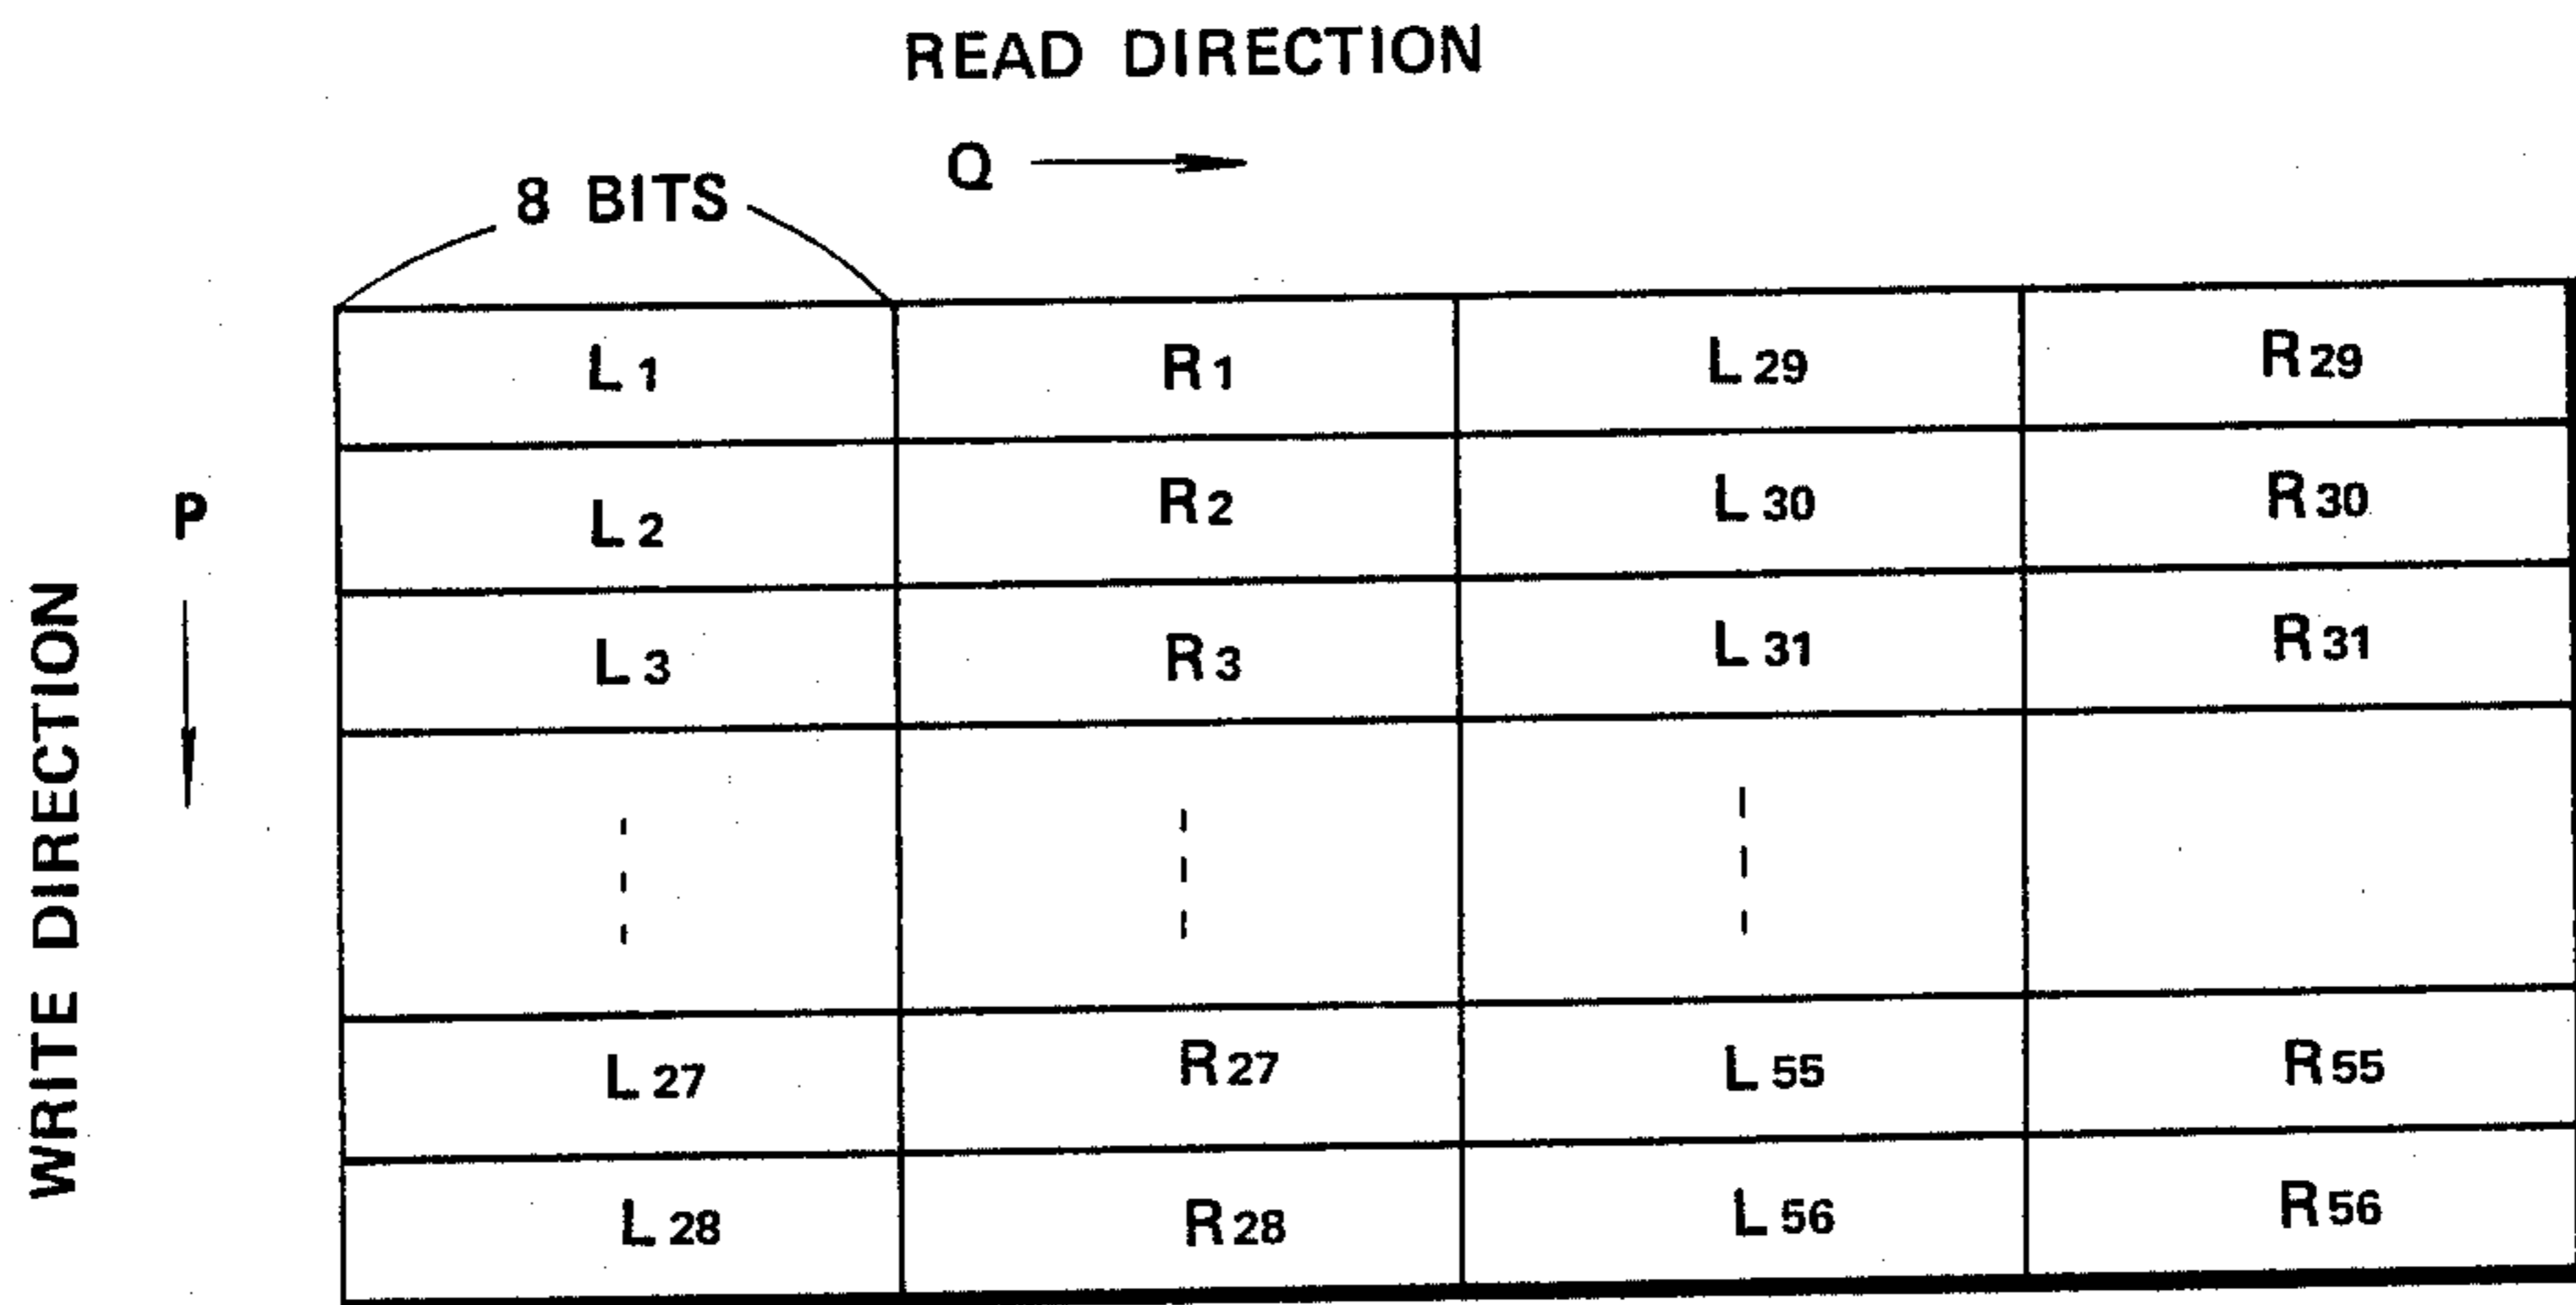 READ DIRECTION
Q
8 BITS
WRITE DIRECTION
P
L1 R1 L29 R29
L2 R2 L30 R30
L3 R3 L31 R31
L27 R27 L55 R55
L28 R28 L56 R56